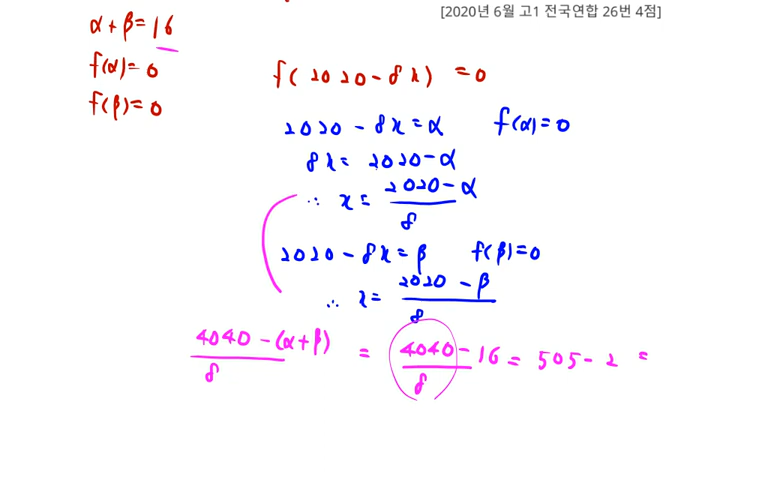 [2020년 6월 고1 전국연합 26번 4점]
α + β = 16
f(α) = 0
f(β) = 0
f(2020 - 8x) = 0
2020 - 8x = α f(α) = 0
8x = 2020 - α
∴ x = (2020 - α)/8
2020 - 8x = β f(β) = 0
∴ x = (2020 - β)/8
(4040 - (α + β))/8 = (4040 - 16)/8 = 505 - 2 =